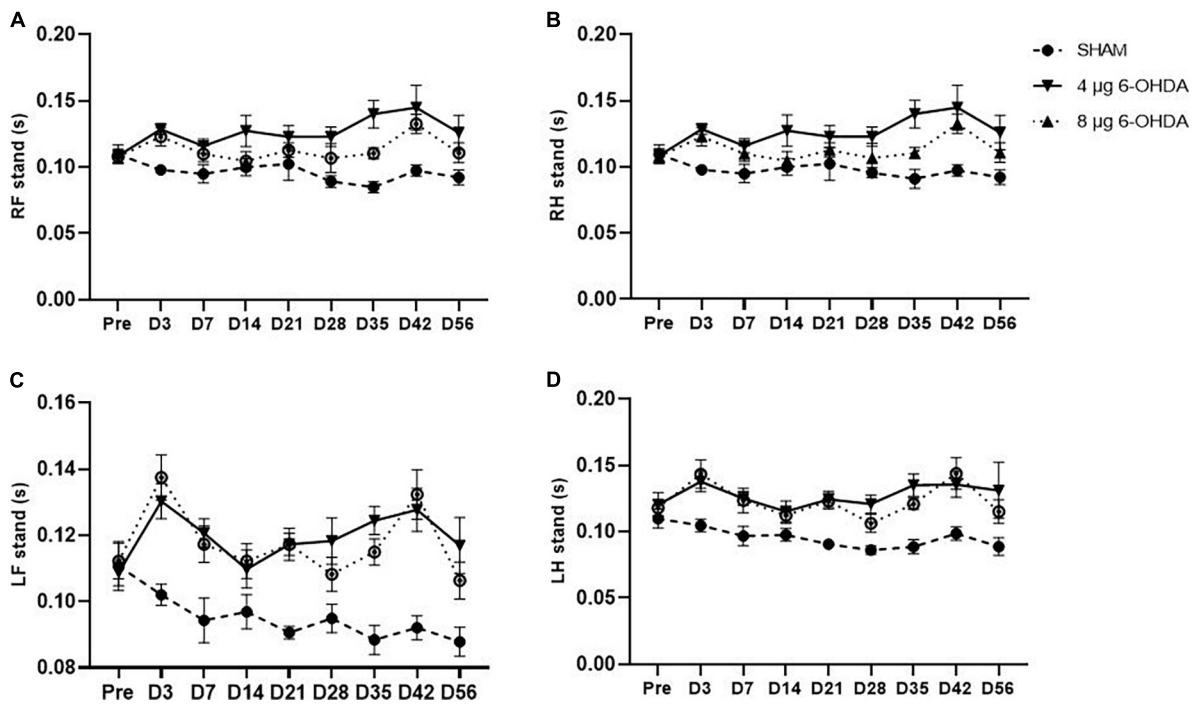 A
0.20
0.15
0.10
0.05
0.00
RF stand (s)
Pre D3 D7 D14 D21 D28 D35 D42 D56
B
0.20
0.15
0.10
0.05
0.00
RH stand (s)
Pre D3 D7 D14 D21 D28 D35 D42 D56
SHAM
4 µg 6-OHDA
8 µg 6-OHDA
C
0.16
0.14
0.12
0.10
0.08
LF stand (s)
Pre D3 D7 D14 D21 D28 D35 D42 D56
D
0.20
0.15
0.10
0.05
0.00
LH stand (s)
Pre D3 D7 D14 D21 D28 D35 D42 D56